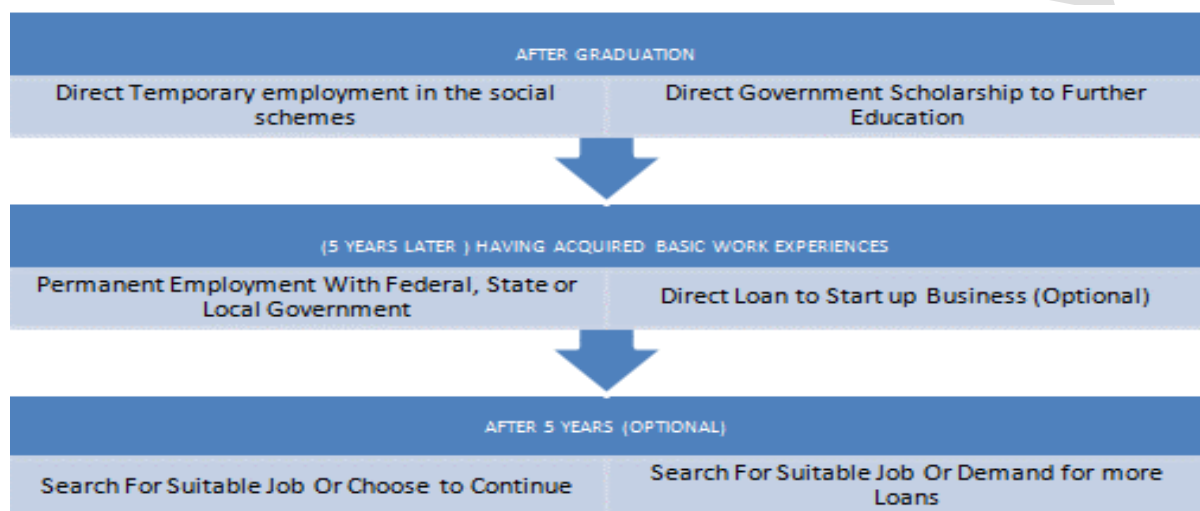 AFTER GRADUATION
Direct Temporary employment in the social
schemes
Direct Government Scholarship to Further
Education
(5 YEARS LATER ) HAVING ACQUIRED BASIC WORK EXPERIENCES
Permanent Employment With Federal, State or
Local Government
Direct Loan to Start up Business (Optional)
AFTER 5 YEARS (OPTIONAL)
Search For Suitable Job Or Choose to Continue
Search For Suitable Job Or Demand for more
Loans